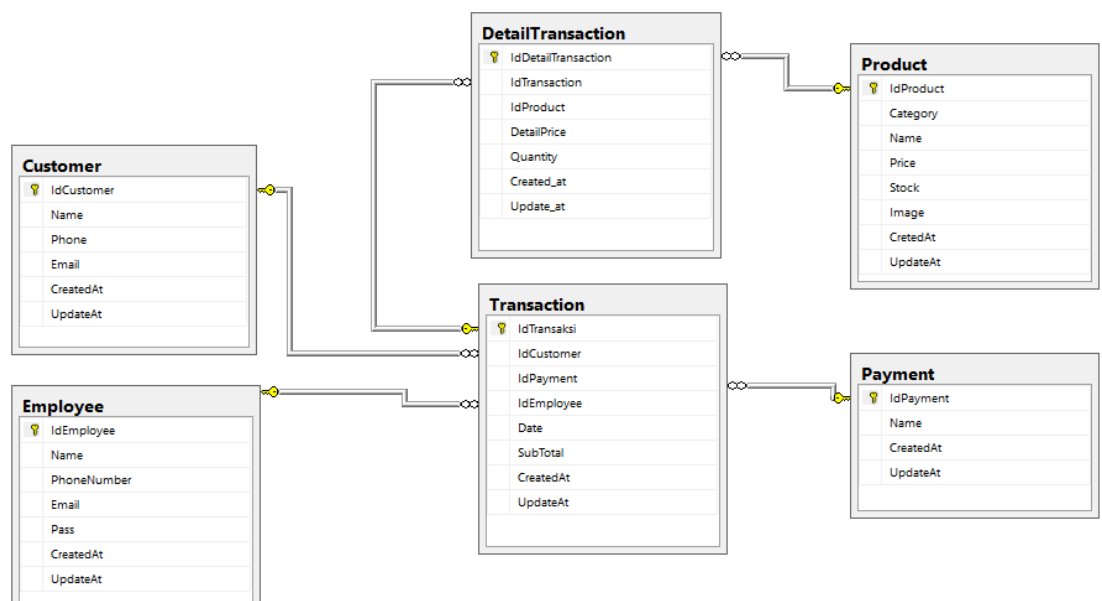 DetailTransaction
IdDetailTransaction
IdTransaction
IdProduct
DetailPrice
Quantity
Created_at
Update_at
Product
IdProduct
Category
Name
Price
Stock
Image
CretedAt
UpdateAt
Customer
IdCustomer
Name
Phone
Email
CreatedAt
UpdateAt
Transaction
IdTransaksi
IdCustomer
IdPayment
IdEmployee
Date
SubTotal
CreatedAt
UpdateAt
Payment
IdPayment
Name
CreatedAt
UpdateAt
Employee
IdEmployee
Name
PhoneNumber
Email
Pass
CreatedAt
UpdateAt